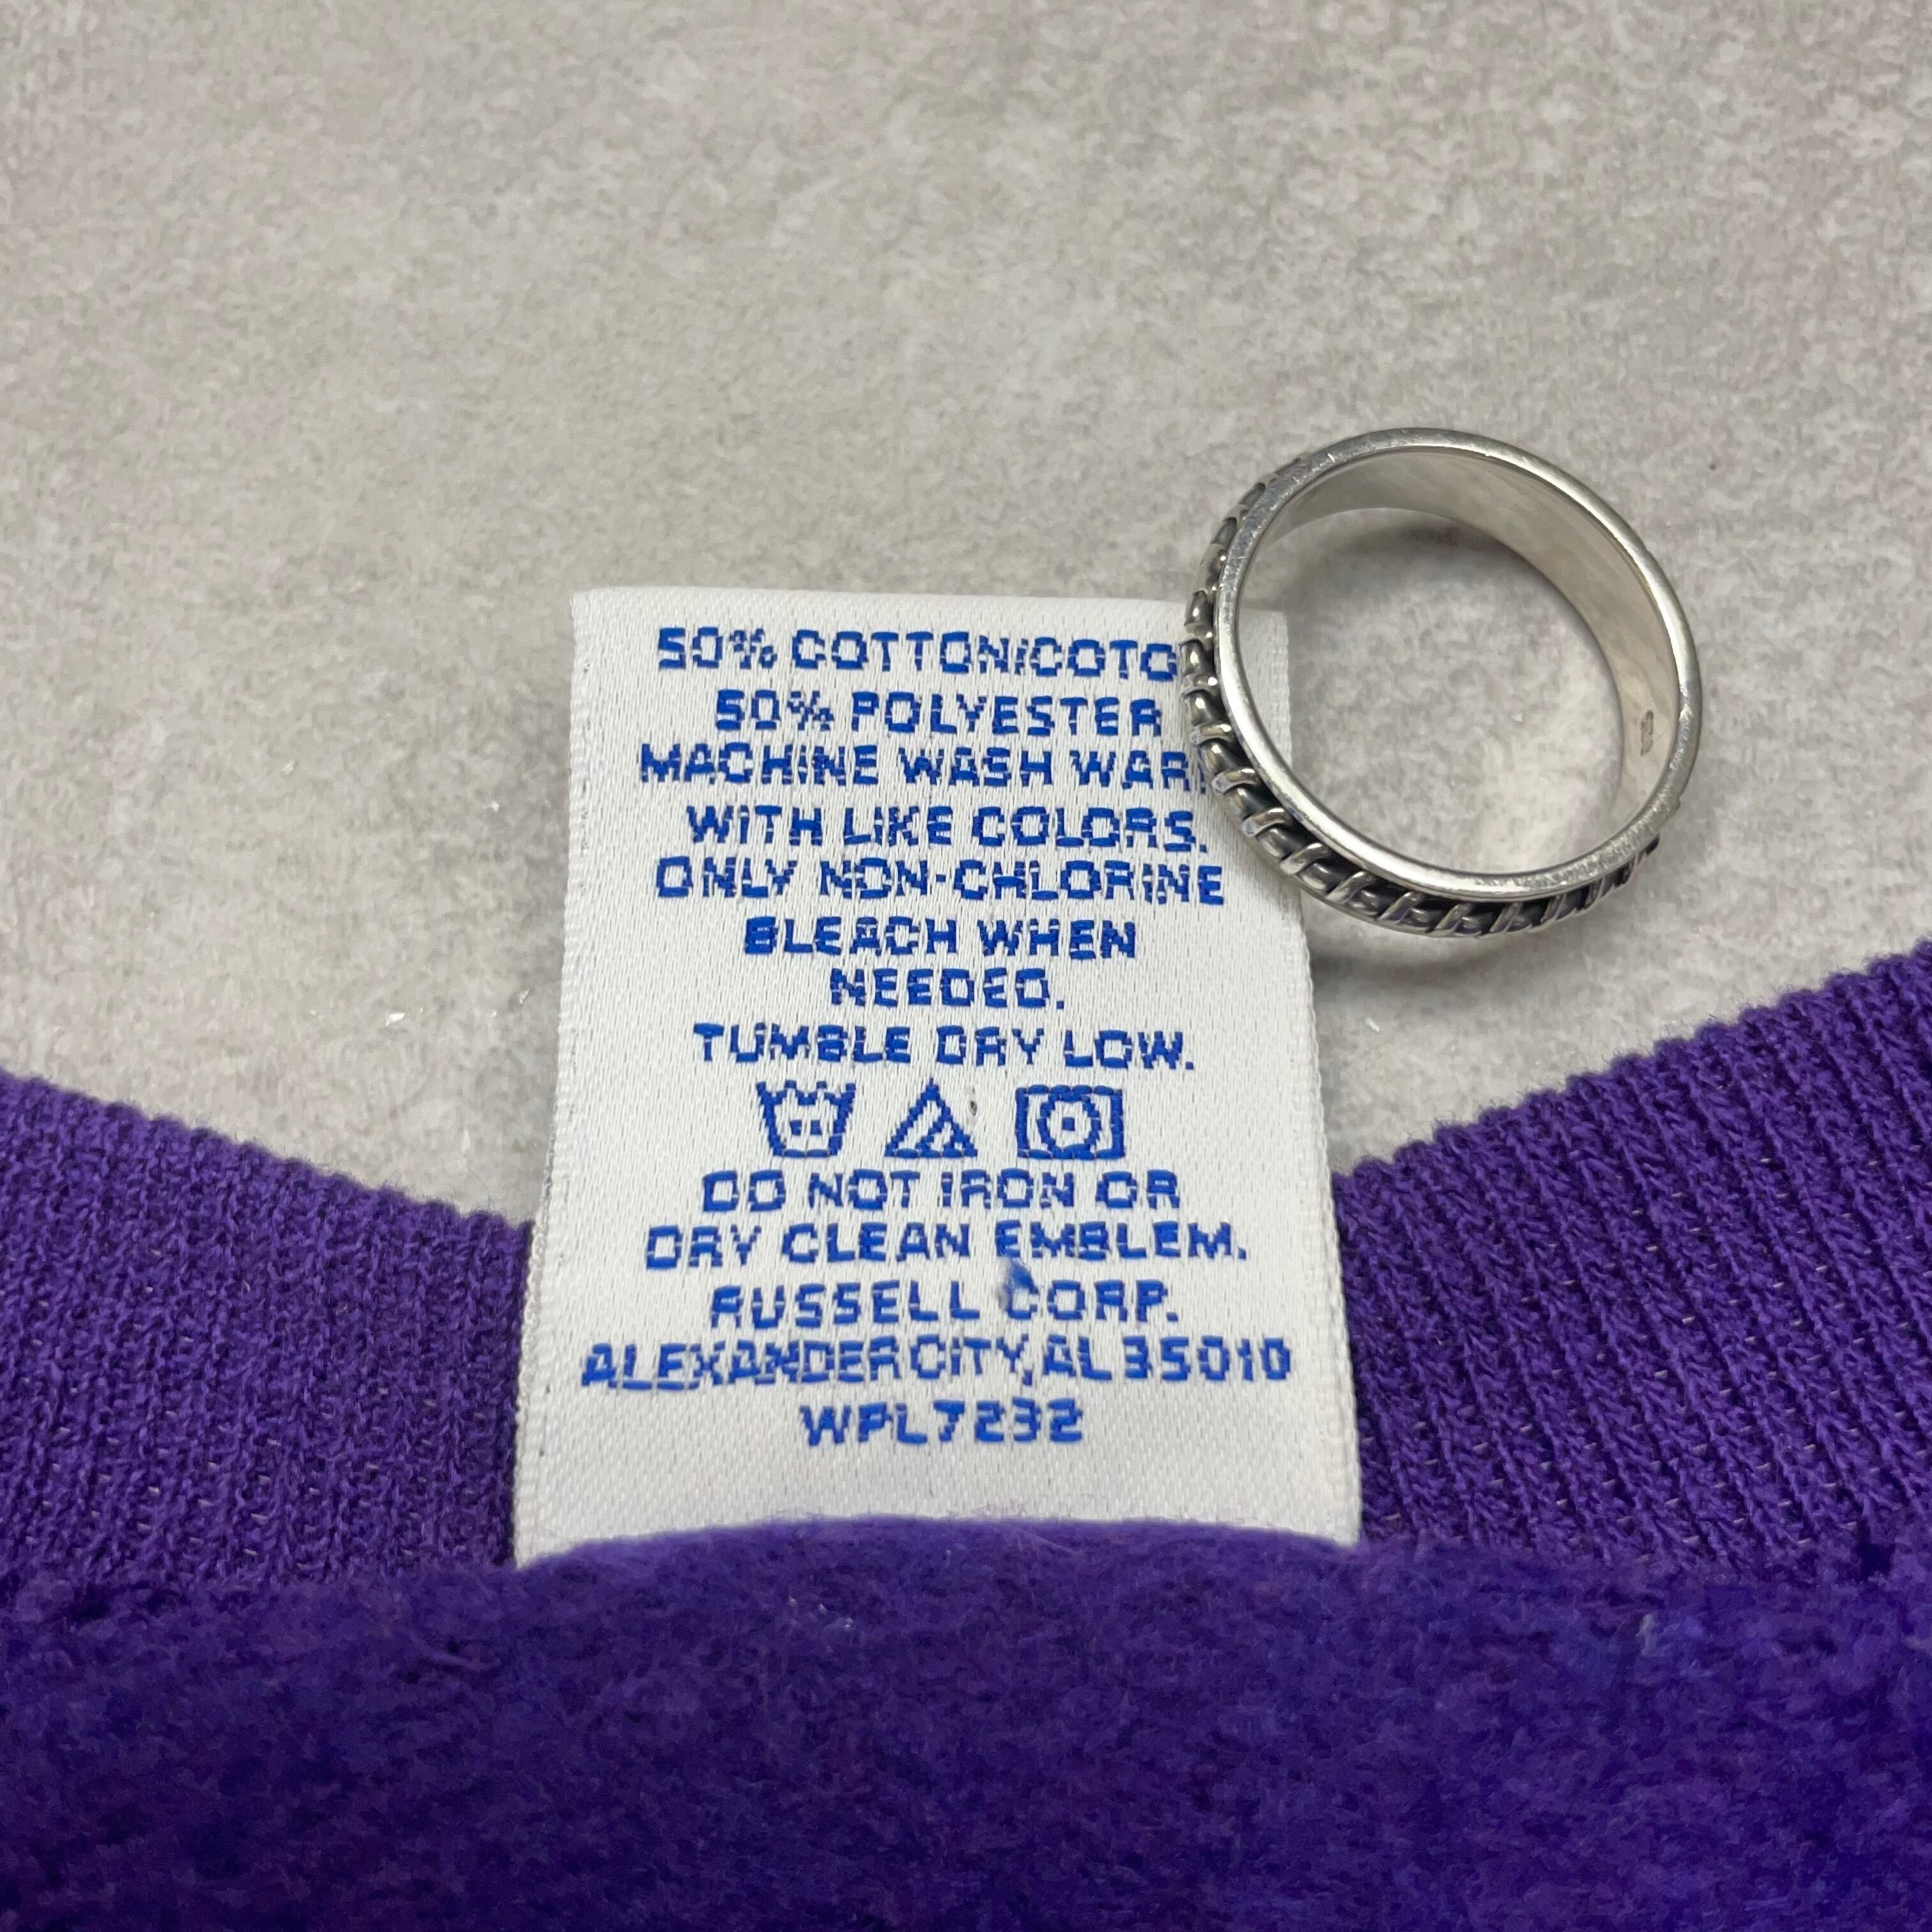 50% COTTON/COTO
50% POLYESTER
MACHINE WASH WARM
WITH LIKE COLORS.
ONLY NON-CHLORINE
BLEACH WHEN
NEEDED.
TUMBLE DRY LOW.
DO NOT IRON OR
DRY CLEAN EMBLEM.
RUSSELL CORP.
ALEXANDER CITY, AL 35010
WPL7232